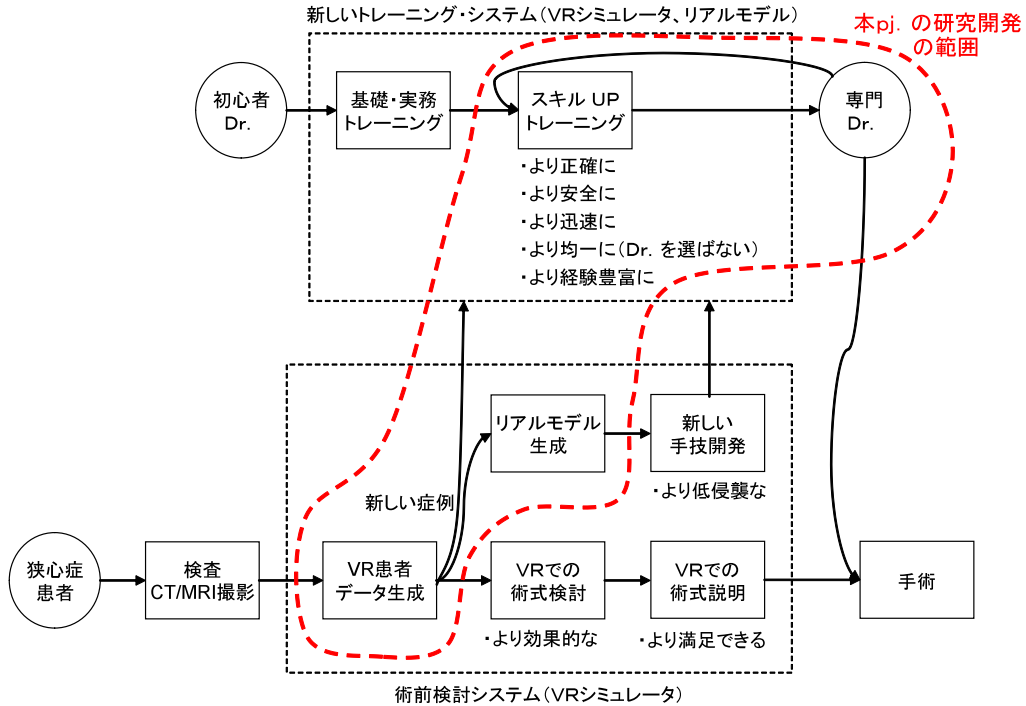 新しいトレーニング・システム（VRシミュレータ、リアルモデル）
本pj. の研究開発
の範囲
初心者
Dr.
基礎・実務
トレーニング
スキル UP
トレーニング
専門
Dr.
・より正確に
・より安全に
・より迅速に
・より均一に（Dr. を選ばない）
・より経験豊富に
リアルモデル
生成
新しい
手技開発
・より低侵襲な
新しい症例
狭心症
患者
検査
CT/MRI撮影
VR患者
データ生成
VRでの
術式検討
・より効果的な
VRでの
術式説明
・より満足できる
手術
術前検討システム（VRシミュレータ）